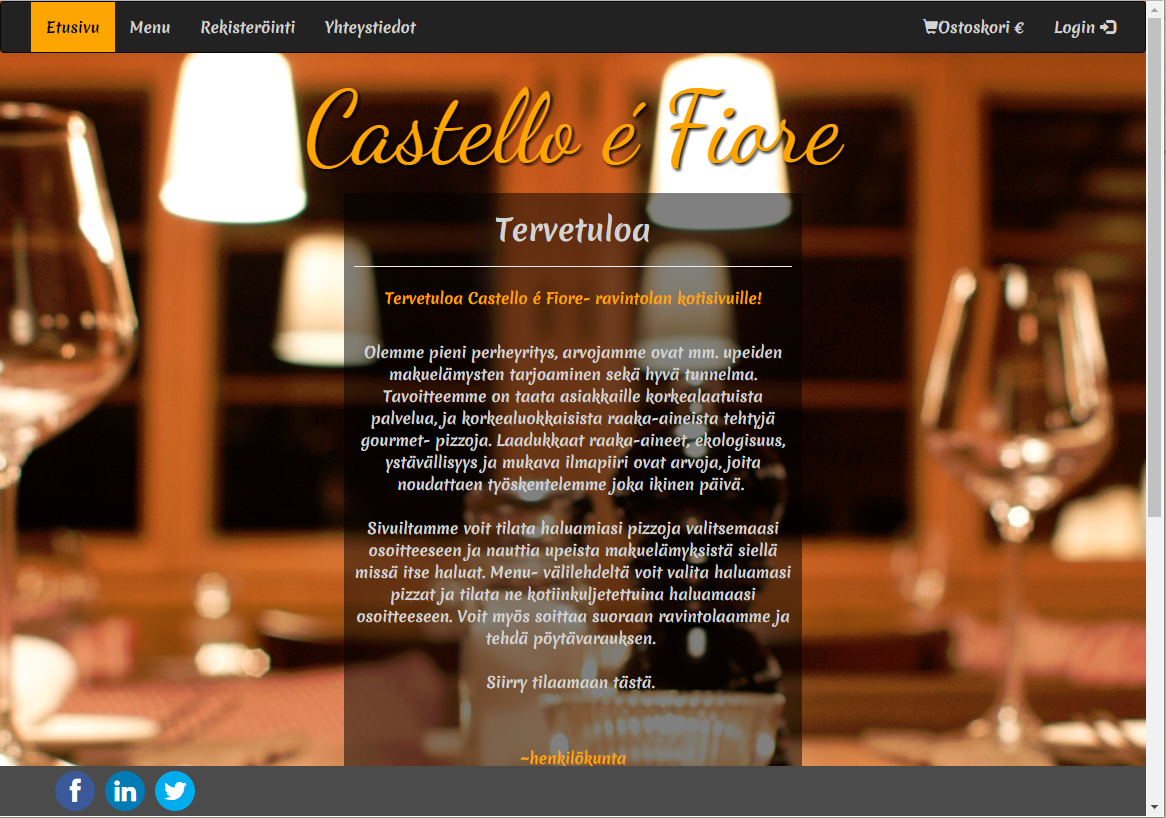 Etusivu Menu Rekisteröinti Yhteystiedot Ostoskori € Login
Castello é Fiore
Tervetuloa
Tervetuloa Castello é Fiore- ravintolan kotisivuille!
Olemme pieni perheyritys, arvojamme ovat mm. upeiden
makuelämysten tarjoaminen sekä hyvä tunnelma.
Tavoitteemme on taata asiakkaille korkealaatuista
palvelua, ja korkealuokkaisista raaka-aineista tehtyjä
gourmet- pizzoja. Laadukkaat raaka-aineet, ekologisuus,
ystävällisyys ja mukava ilmapiiri ovat arvoja, joita
noudattaen työskentelemme joka ikinen päivä.
Sivuiltamme voit tilata haluamiasi pizzoja valitsemaasi
osoitteeseen ja nauttia upeista makuelämyksistä siellä
missä itse haluat. Menu- välilehdeltä voit valita haluamasi
pizzat ja tilata ne kotiinkuljetettuina haluamaasi
osoitteeseen. Voit myös soittaa suoraan ravintolaamme ja
tehdä pöytävarauksen.
Siirry tilaamaan tästä.
~henkilökunta
f in